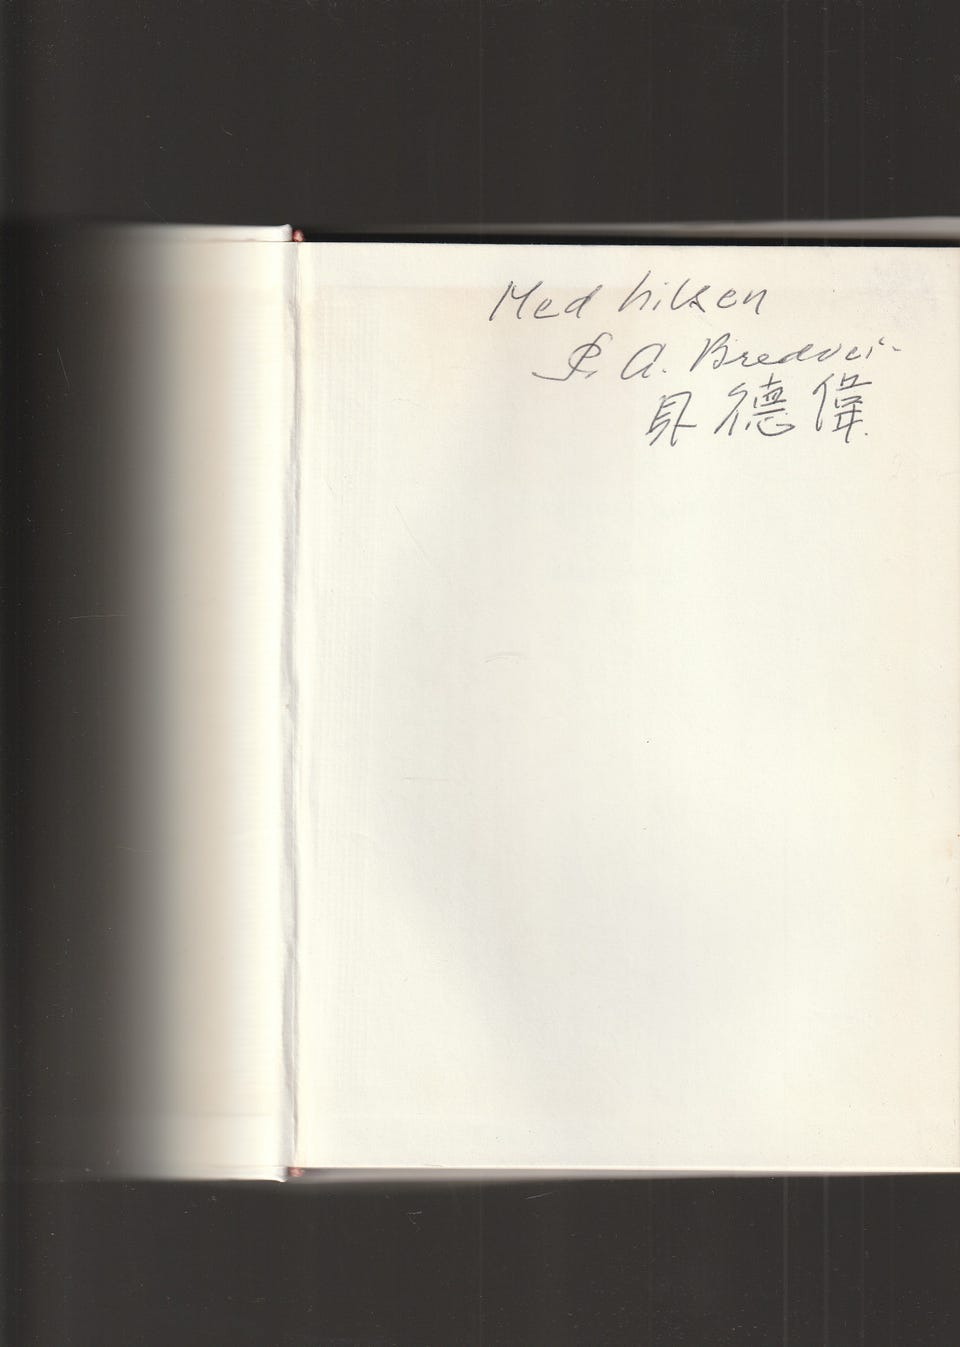 Med hilsen
P. A. Bredvei.
貝德偉